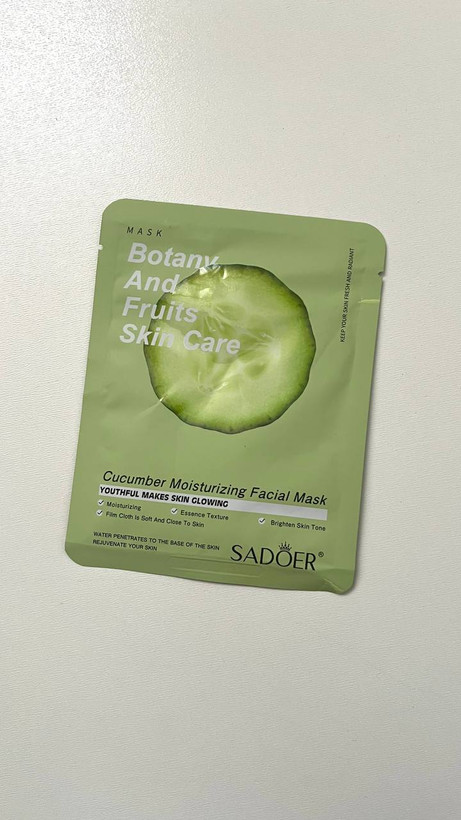 MASK
Botany
And
Fruits
Skin Care
KEEP YOUR SKIN FRESH AND RADIANT
Cucumber Moisturizing Facial Mask
YOUTHFUL MAKES SKIN GLOWING
Moisturizing
Essence Texture
Brighten Skin Tone
Film Cloth Is Soft And Close To Skin
WATER PENETRATES TO THE BASE OF THE SKIN
REJUVENATE YOUR SKIN
SADOER®